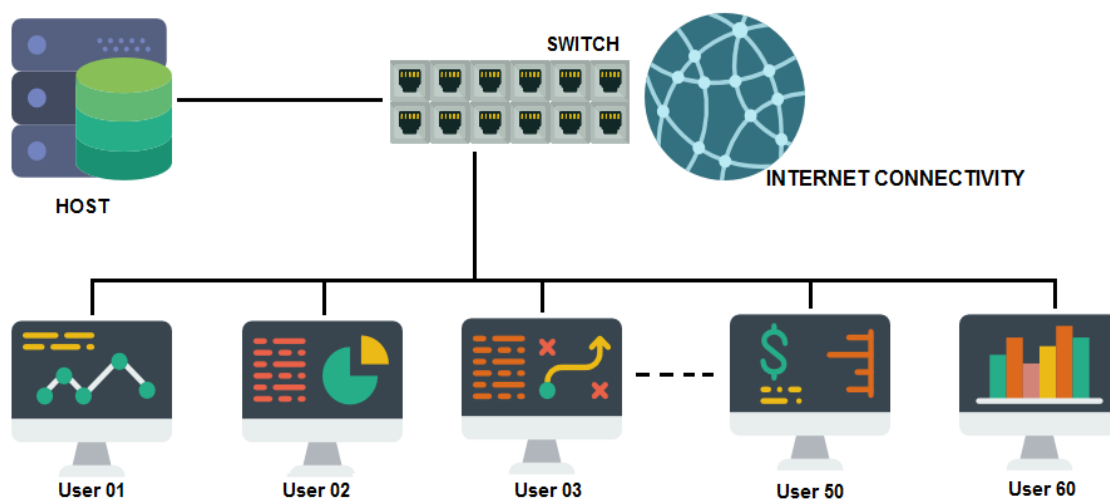 SWITCH
INTERNET CONNECTIVITY
HOST
User 01
User 02
User 03
User 50
User 60